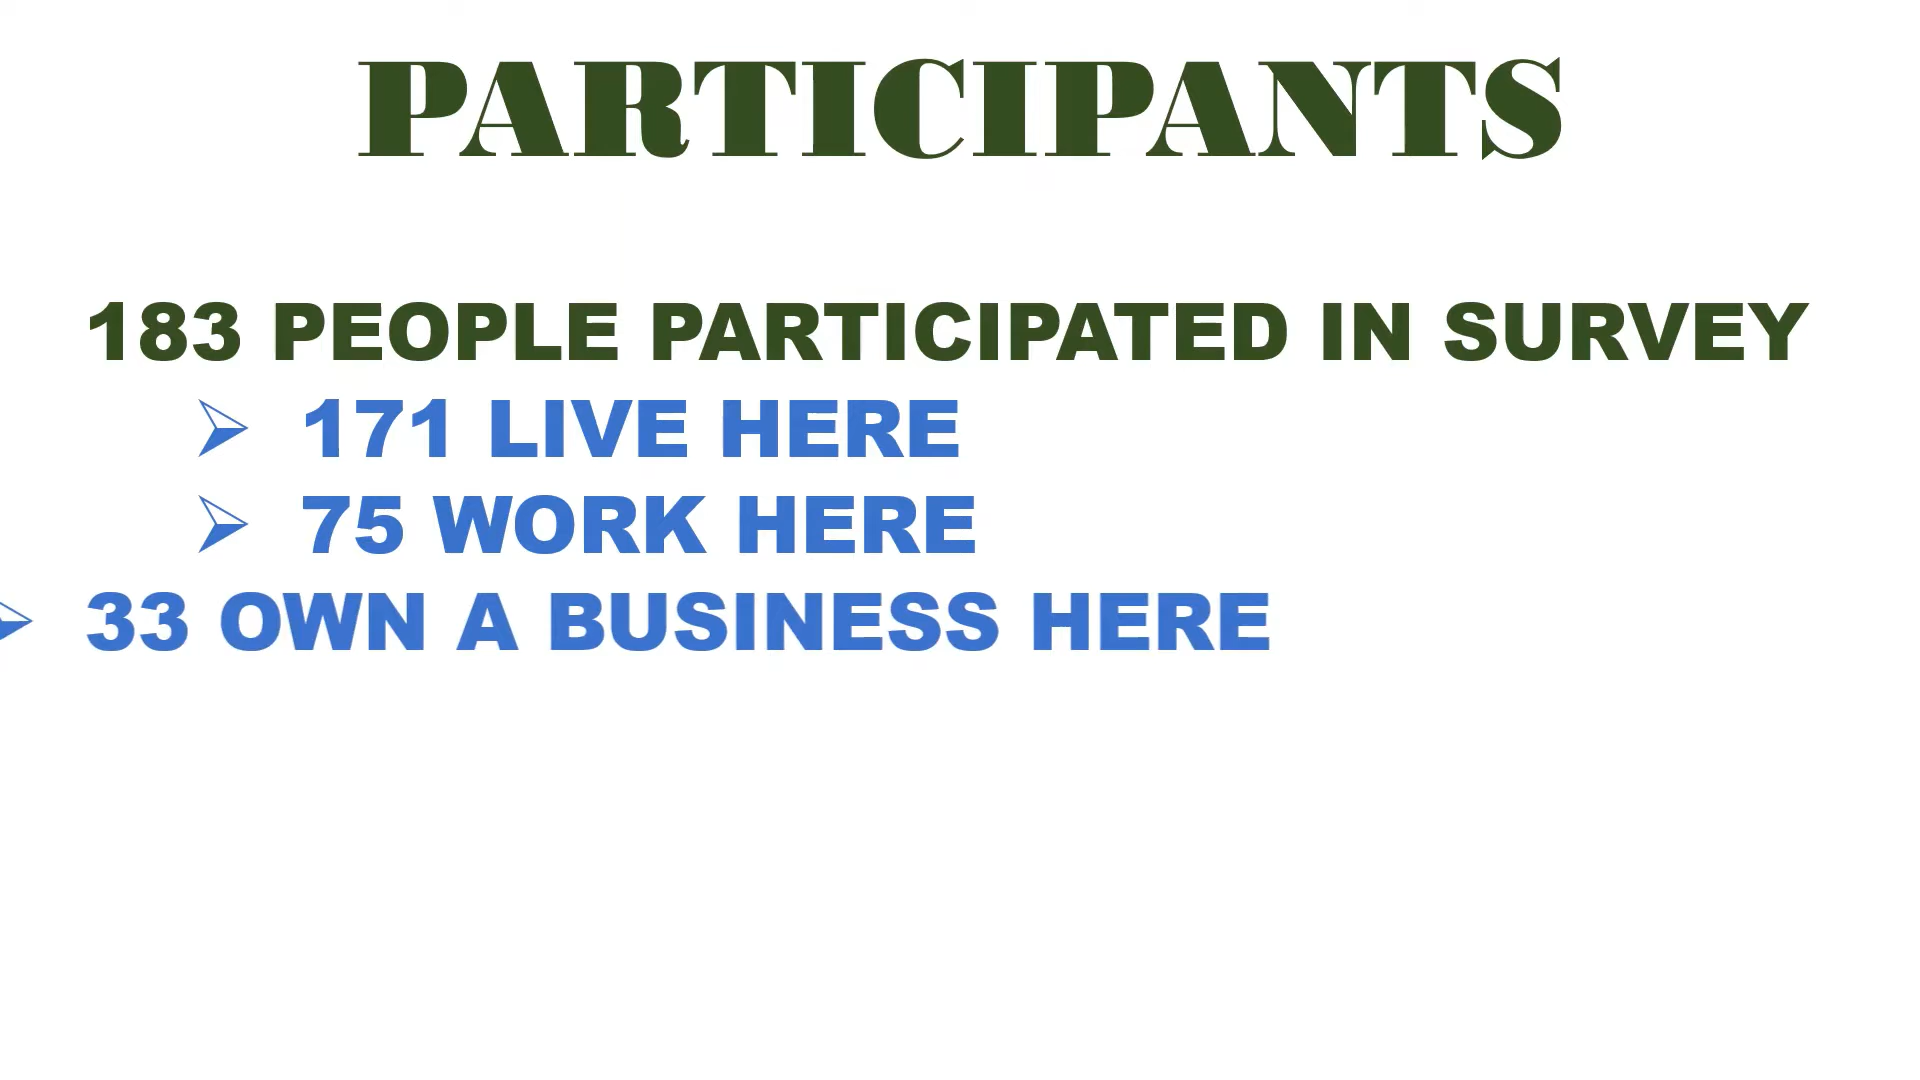 PARTICIPANTS
183 PEOPLE PARTICIPATED IN SURVEY
➢ 171 LIVE HERE
➢ 75 WORK HERE
➢ 33 OWN A BUSINESS HERE